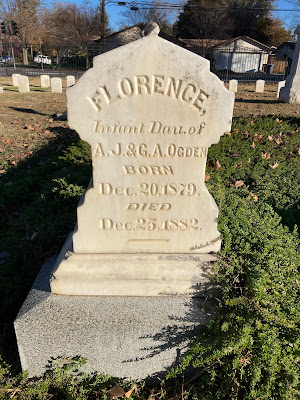 FLORENCE,
Infant Dau. of
A.J. & G.A. OGDEN
BORN
Dec. 20. 1879.
DIED
Dec. 25. 1882.